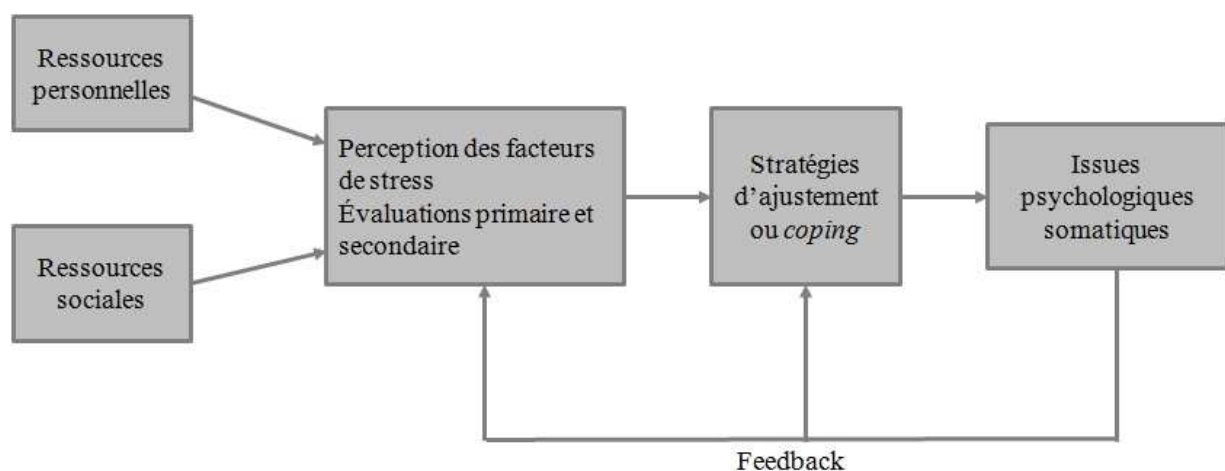 Ressources
personnelles
Ressources
sociales
Perception des facteurs
de stress
Évaluations primaire et
secondaire
Stratégies
d’ajustement
ou coping
Issues
psychologiques
somatiques
Feedback